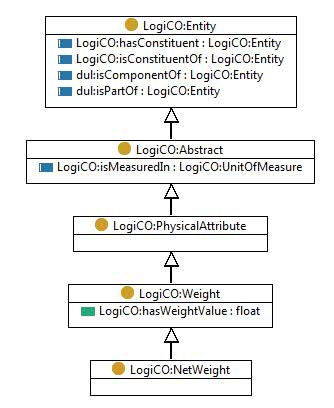 LogiCO:Entity
LogiCO:hasConstituent : LogiCO:Entity
LogiCO:isConstituentOf : LogiCO:Entity
dul:isComponentOf : LogiCO:Entity
dul:isPartOf : LogiCO:Entity
LogiCO:Abstract
LogiCO:isMeasuredIn : LogiCO:UnitOfMeasure
LogiCO:PhysicalAttribute
LogiCO:Weight
LogiCO:hasWeightValue : float
LogiCO:NetWeight